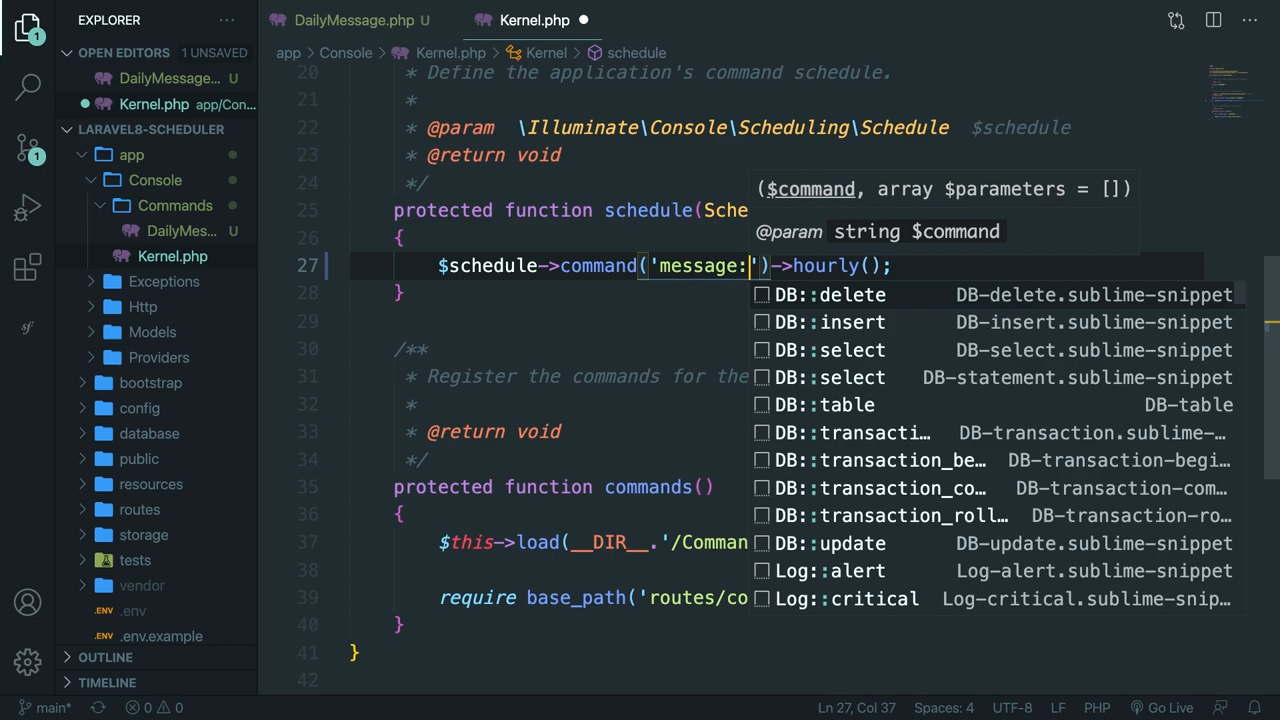 EXPLORER
OPEN EDITORS 1 UNSAVED
DailyMessage... U
Kernel.php app/Con...
LARAVEL8-SCHEDULER
app
Console
Commands
DailyMes... U
Kernel.php
Exceptions
Http
Models
Providers
bootstrap
config
database
public
resources
routes
storage
tests
vendor
.ENV .env
.ENV .env.example
OUTLINE
TIMELINE
1
1
sf
DailyMessage.php U
Kernel.php
app > Console > Kernel.php > Kernel > schedule
20 * Define the application's command schedule.
21 *
22 * @param \Illuminate\Console\Scheduling\Schedule $schedule
23 * @return void
24 */
25 protected function schedule(Sche
26 {
27 $schedule->command('message:')->hourly();
28 }
29
30 /**
31 * Register the commands for the
32 *
33 * @return void
34 */
35 protected function commands()
36 {
37 $this->load(__DIR__.'/Comman
38
39 require base_path('routes/co
40 }
41 }
42
($command, array $parameters = [])
@param string $command
DB::delete DB-delete.sublime-snippet
DB::insert DB-insert.sublime-snippet
DB::select DB-select.sublime-snippet
DB::select DB-statement.sublime-snippet
DB::table DB-table
DB::transacti... DB-transaction.sublime-...
DB::transaction_be... DB-transaction-begi...
DB::transaction_co... DB-transaction-com...
DB::transaction_roll... DB-transaction-ro...
DB::update DB-update.sublime-snippet
Log::alert Log-alert.sublime-snippet
Log::critical Log-critical.sublime-snip...
main* 0 0 Ln 27, Col 37 Spaces: 4 UTF-8 LF PHP Go Live